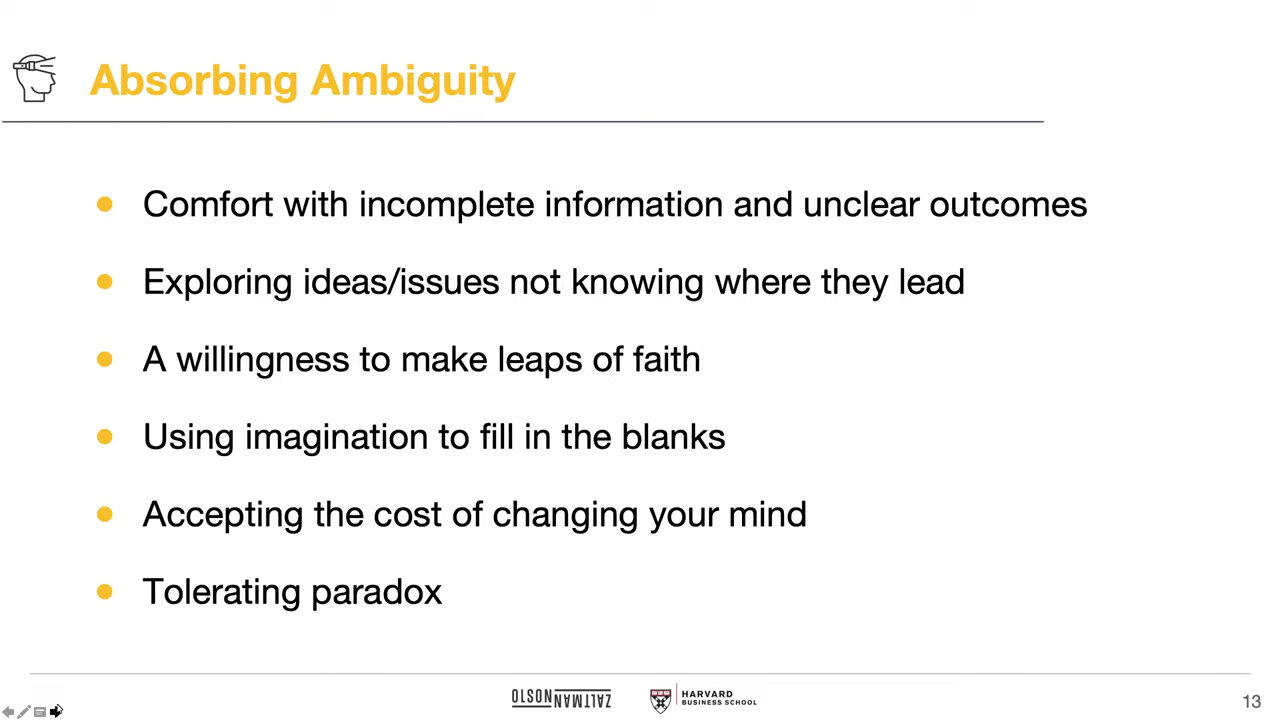 Absorbing Ambiguity
Comfort with incomplete information and unclear outcomes
Exploring ideas/issues not knowing where they lead
A willingness to make leaps of faith
Using imagination to fill in the blanks
Accepting the cost of changing your mind
Tolerating paradox
OLSON ZALTMAN
HARVARD
BUSINESS SCHOOL
13